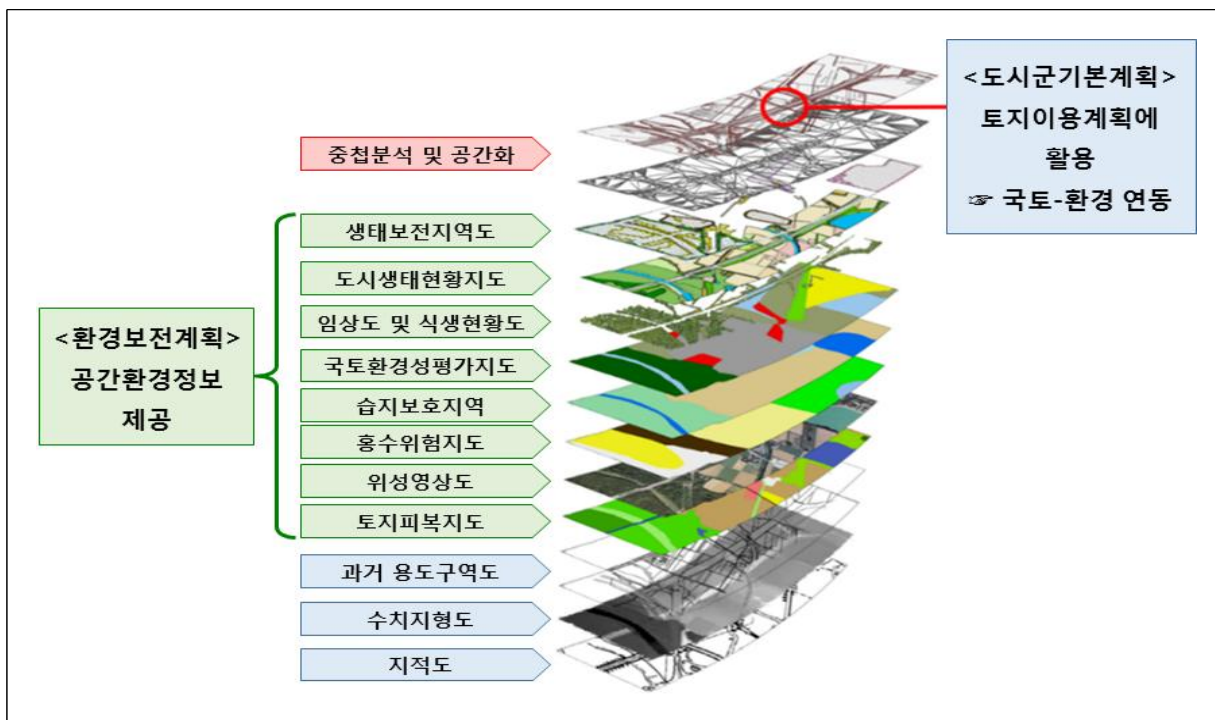 <도시군기본계획>
토지이용계획에
활용
☞ 국토-환경 연동
중첩분석 및 공간화
생태보전지역도
도시생태현황지도
임상도 및 식생현황도
국토환경성평가지도
습지보호지역
홍수위험지도
위성영상도
토지피복지도
<환경보전계획>
공간환경정보
제공
과거 용도구역도
수치지형도
지적도